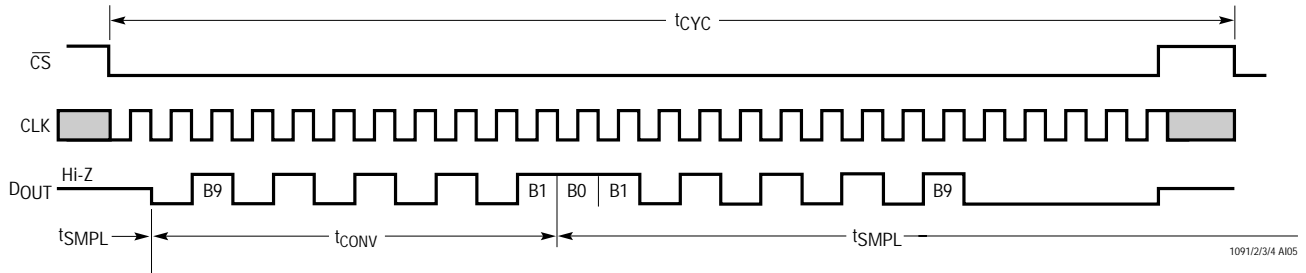 tCYC
CS
CLK
Hi-Z
DOUT
B9 B1 B0 B1 B9
tSMPL tCONV tSMPL
1091/2/3/4 AI05